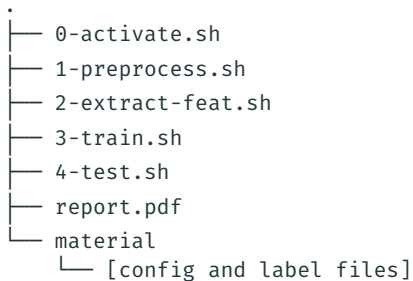 .
├── 0-activate.sh
├── 1-preprocess.sh
├── 2-extract-feat.sh
├── 3-train.sh
├── 4-test.sh
├── report.pdf
└── material
    └── [config and label files]